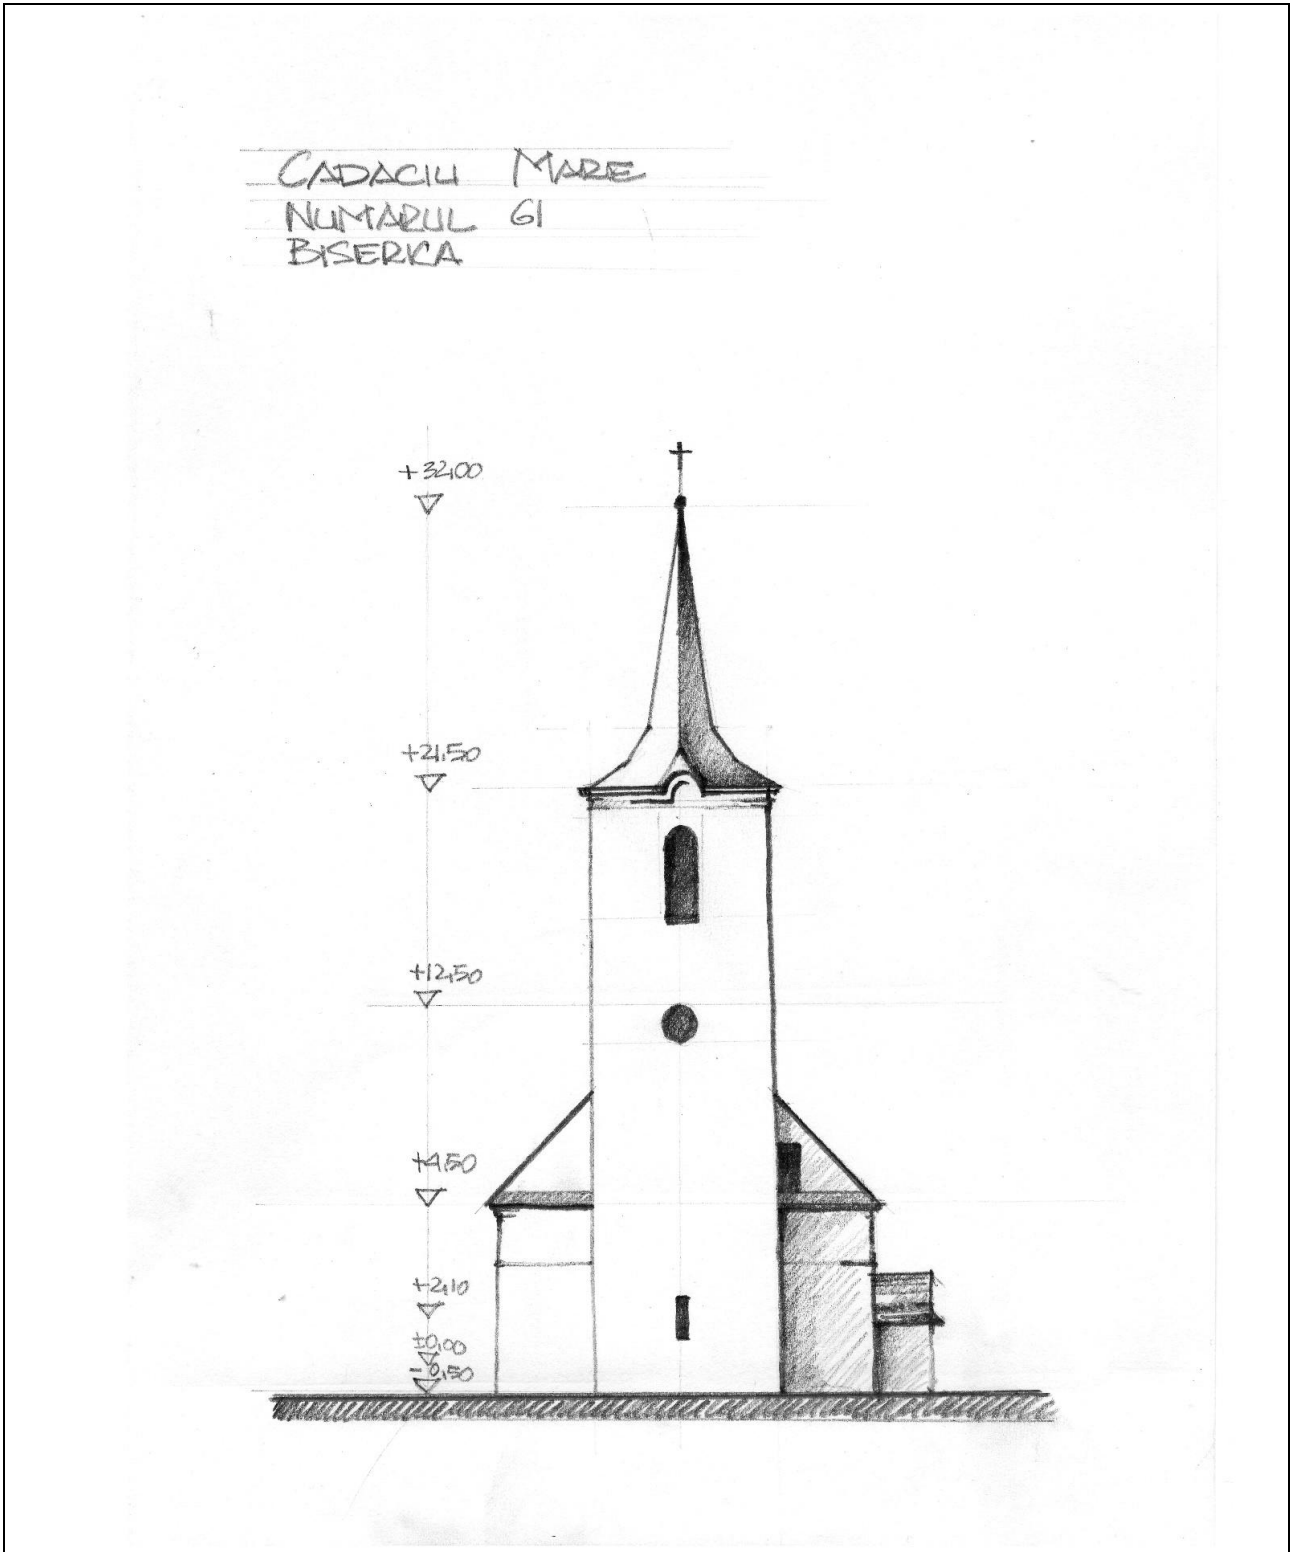 CADACIU MARE
NUMARUL 61
BISERICA
+32,00
+21,50
+12,50
+4,50
+2,10
±0,00
-0,50